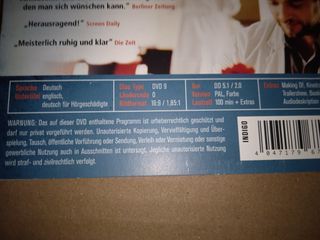 den man sich wünschen kann." Berliner Zeitung
„Herausragend!" Screen Daily
„Meisterlich ruhig und klar" Die Zeit
Sprache Deutsch
Untertitel englisch,
deutsch für Hörgeschädigte
Disc Type DVD 9
Ländercode 0
Bildformat 16:9 / 1,85:1
Ton DD 5.1 / 2.0
PAL, Farbe
Laufzeit 100 min + Extras
Extras Making Of,
Trailershow,
Audiodeskription
WARNUNG: Das auf dieser DVD enthaltene Programm ist urheberrechtlich geschützt und
darf nur privat vorgeführt werden. Unautorisierte Kopierung, Vervielfältigung und Über-
spielung, Tausch, öffentliche Vorführung oder Sendung, Verleih oder Vermietung oder sonstige
gewerbliche Nutzung auch in Ausschnitten ist untersagt. Jegliche unautorisierte Nutzung
wird straf- und zivilrechtlich verfolgt.
INDIGO
4 047179 67